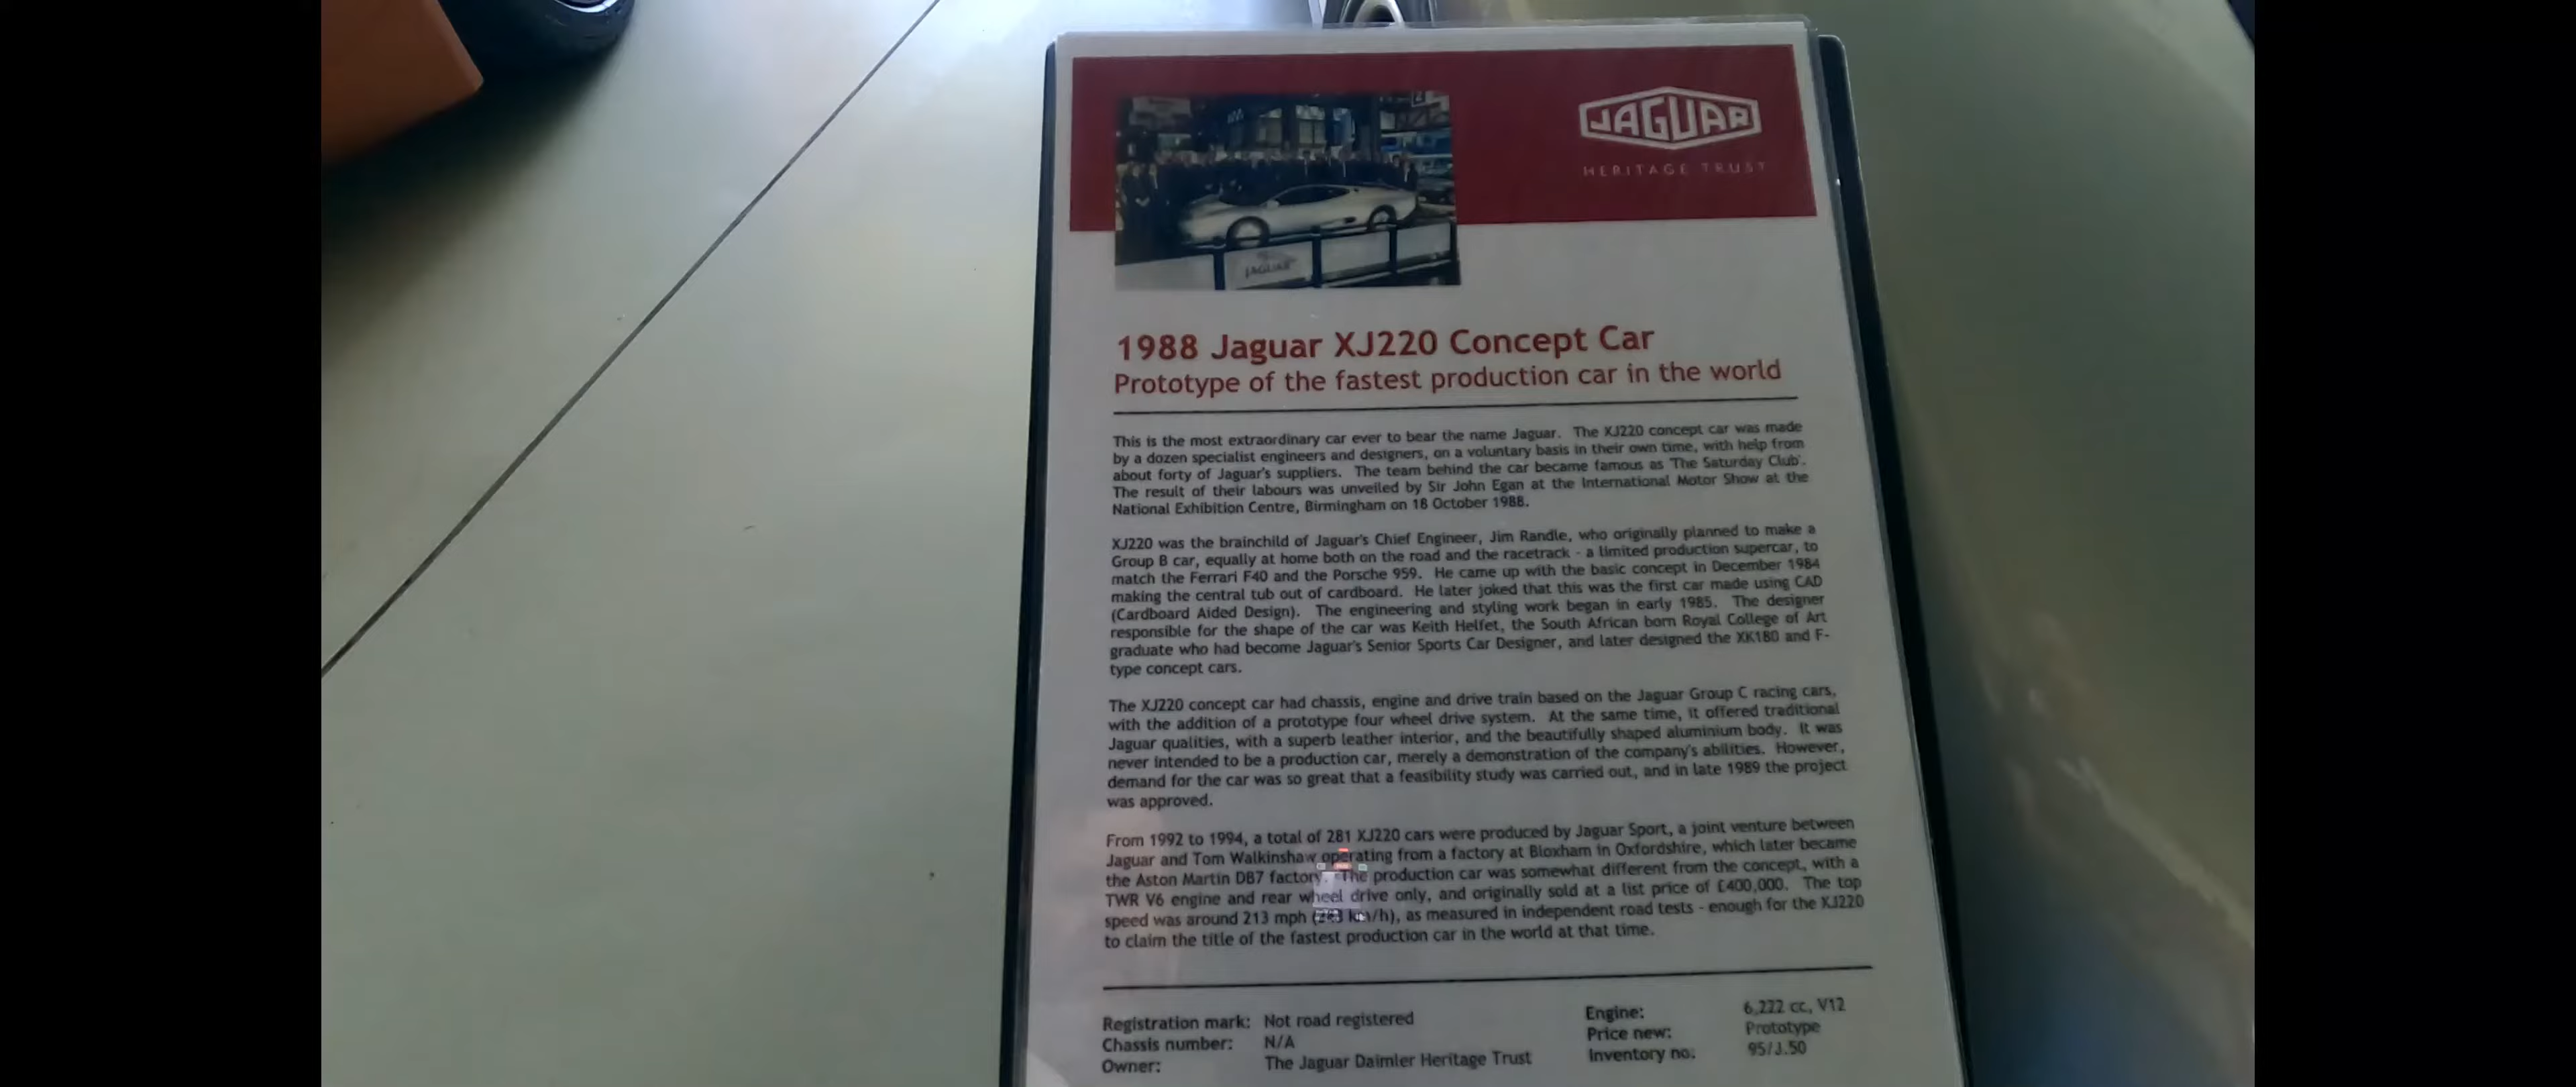 JAGUAR
HERITAGE TRUST
JAGUAR
1988 Jaguar XJ220 Concept Car
Prototype of the fastest production car in the world
This is the most extraordinary car ever to bear the name Jaguar. The XJ220 concept car was made
by a dozen specialist engineers and designers, on a voluntary basis in their own time, with help from
about forty of Jaguar's suppliers. The team behind the car became famous as 'The Saturday Club'.
The result of their labours was unveiled by Sir John Egan at the International Motor Show at the
National Exhibition Centre, Birmingham on 18 October 1988.
XJ220 was the brainchild of Jaguar's Chief Engineer, Jim Randle, who originally planned to make a
Group B car, equally at home both on the road and the racetrack - a limited production supercar, to
match the Ferrari F40 and the Porsche 959. He came up with the basic concept in December 1984
making the central tub out of cardboard. He later joked that this was the first car made using CAD
(Cardboard Aided Design). The engineering and styling work began in early 1985. The designer
responsible for the shape of the car was Keith Helfet, the South African born Royal College of Art
graduate who had become Jaguar's Senior Sports Car Designer, and later designed the XK180 and F-
type concept cars.
The XJ220 concept car had chassis, engine and drive train based on the Jaguar Group C racing cars,
with the addition of a prototype four wheel drive system. At the same time, it offered traditional
Jaguar qualities, with a superb leather interior, and the beautifully shaped aluminium body. It was
never intended to be a production car, merely a demonstration of the company's abilities. However,
demand for the car was so great that a feasibility study was carried out, and in late 1989 the project
was approved.
From 1992 to 1994, a total of 281 XJ220 cars were produced by Jaguar Sport, a joint venture between
Jaguar and Tom Walkinshaw operating from a factory at Bloxham in Oxfordshire, which later became
the Aston Martin DB7 factory. The production car was somewhat different from the concept, with a
TWR V6 engine and rear wheel drive only, and originally sold at a list price of £400,000. The top
speed was around 213 mph ( km/h), as measured in independent road tests - enough for the XJ220
to claim the title of the fastest production car in the world at that time.
Registration mark: Not road registered Engine: 6,222 cc, V12
Chassis number: N/A Price new: Prototype
Owner: The Jaguar Daimler Heritage Trust Inventory no. 95/J.50